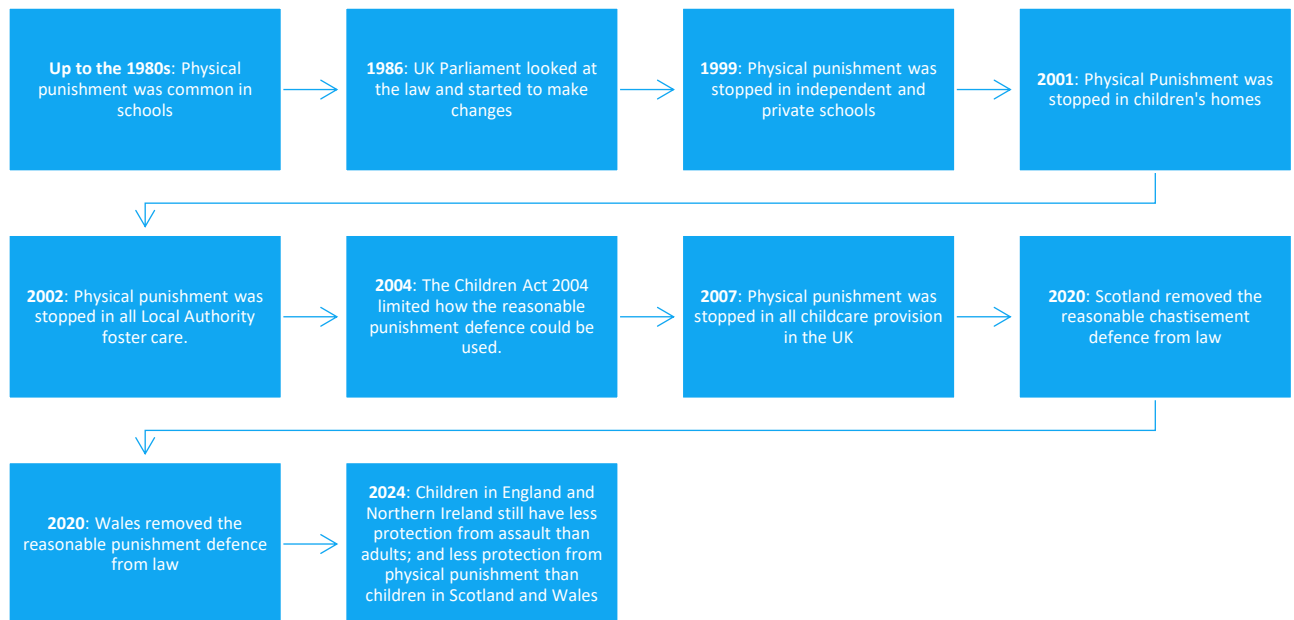 Up to the 1980s: Physical
punishment was common in
schools
1986: UK Parliament looked at
the law and started to make
changes
1999: Physical punishment was
stopped in independent and
private schools
2001: Physical Punishment was
stopped in children's homes
2002: Physical punishment was
stopped in all Local Authority
foster care.
2004: The Children Act 2004
limited how the reasonable
punishment defence could be
used.
2007: Physical punishment was
stopped in all childcare provision
in the UK
2020: Scotland removed the
reasonable chastisement
defence from law
2020: Wales removed the
reasonable punishment defence
from law
2024: Children in England and
Northern Ireland still have less
protection from assault than
adults; and less protection from
physical punishment than
children in Scotland and Wales